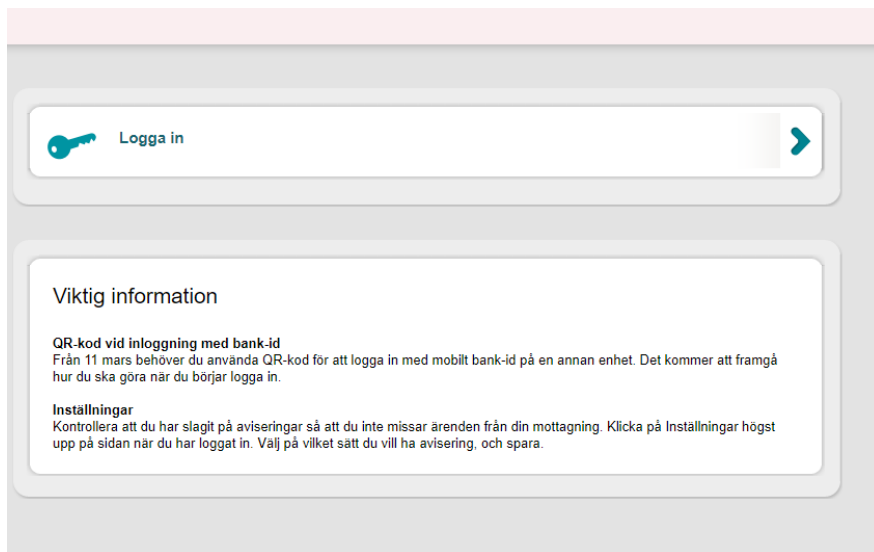 Logga in
Viktig information
QR-kod vid inloggning med bank-id
Från 11 mars behöver du använda QR-kod för att logga in med mobilt bank-id på en annan enhet. Det kommer att framgå
hur du ska göra när du börjar logga in.
Inställningar
Kontrollera att du har slagit på aviseringar så att du inte missar ärenden från din mottagning. Klicka på Inställningar högst
upp på sidan när du har loggat in. Välj på vilket sätt du vill ha avisering, och spara.